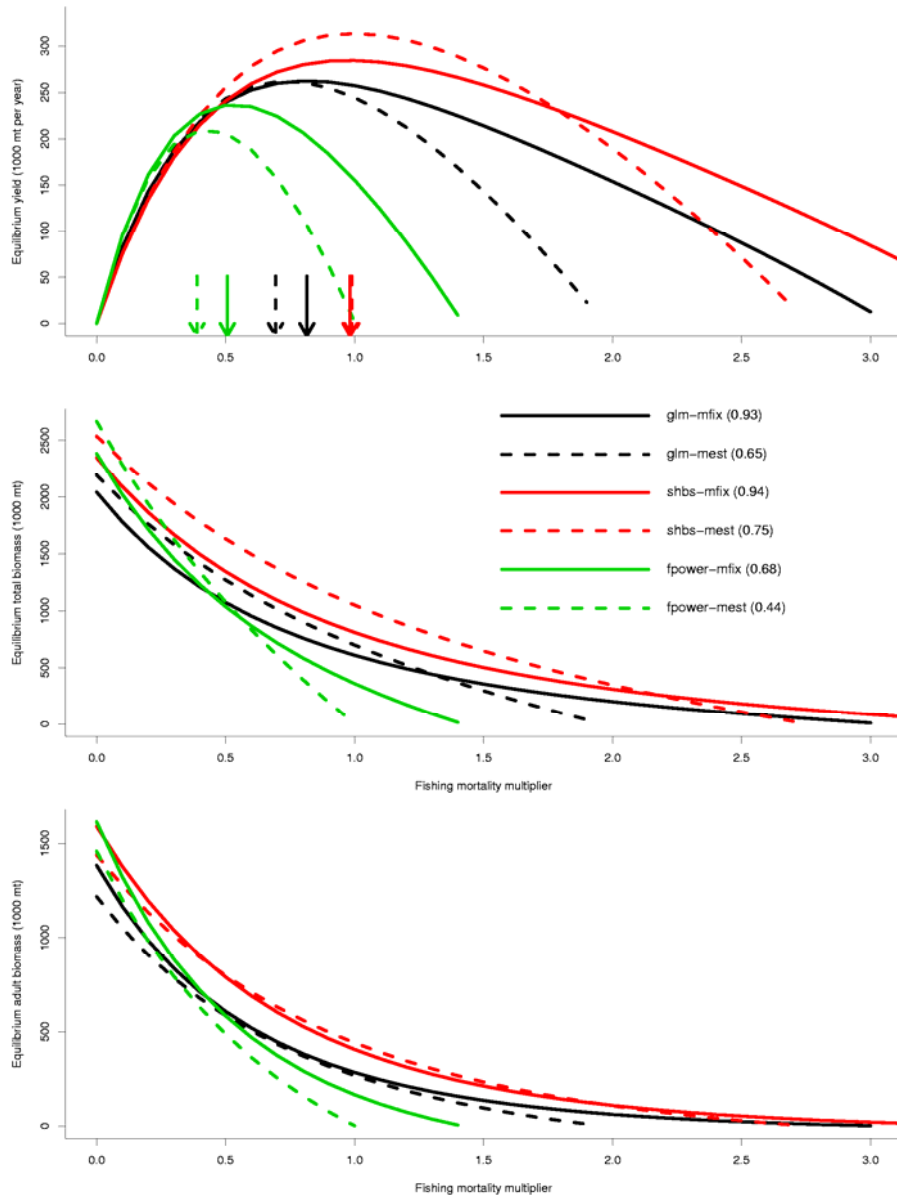 Equilibrium yield (1000 mt per year)
300
250
200
150
100
50
0
0.0 0.5 1.0 1.5 2.0 2.5 3.0
Equilibrium total biomass (1000 mt)
2500
2000
1500
1000
500
0
glm-mfix (0.93)
glm-mest (0.65)
shbs-mfix (0.94)
shbs-mest (0.75)
fpower-mfix (0.68)
fpower-mest (0.44)
0.0 0.5 1.0 1.5 2.0 2.5 3.0
Fishing mortality multiplier
Equilibrium adult biomass (1000 mt)
1500
1000
500
0
0.0 0.5 1.0 1.5 2.0 2.5 3.0
Fishing mortality multiplier